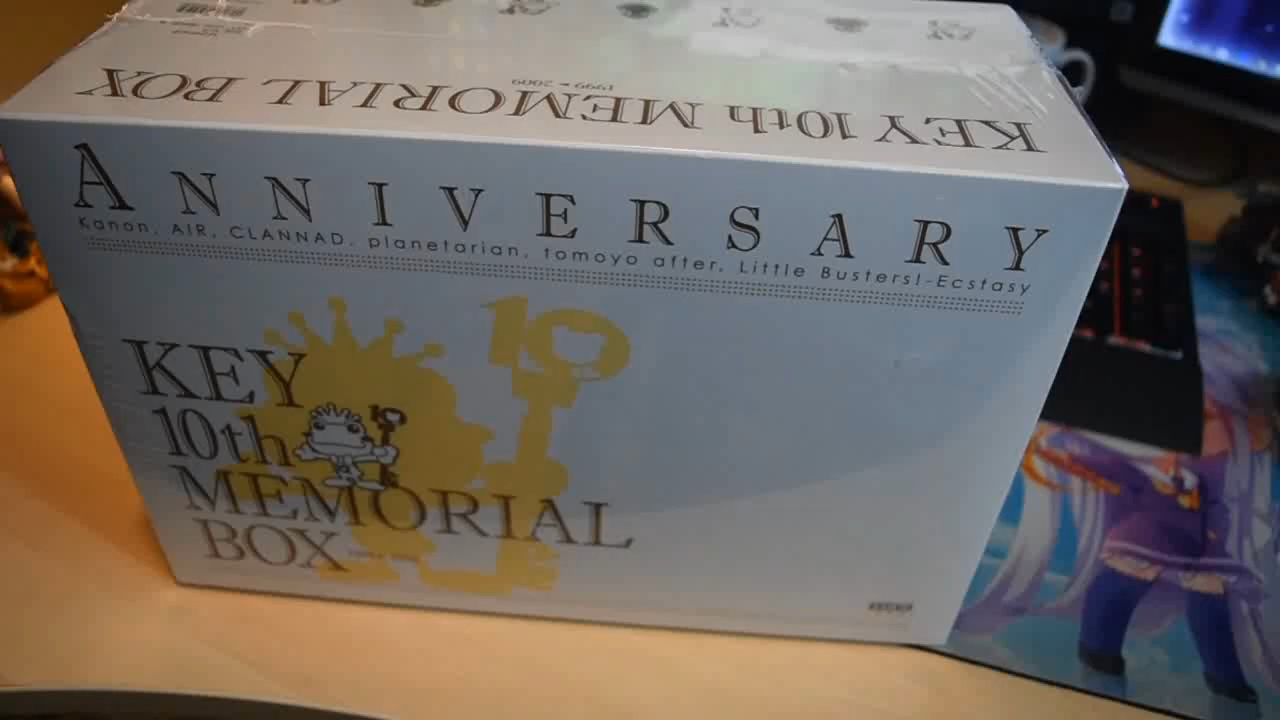 KEY 10th MEMORIAL BOX
1999 • 2009
ANNIVERSARY
Kanon, AIR, CLANNAD, planetarian, tomoyo after, Little Busters!-Ecstasy
10
KEY
10th
MEMORIAL
BOX